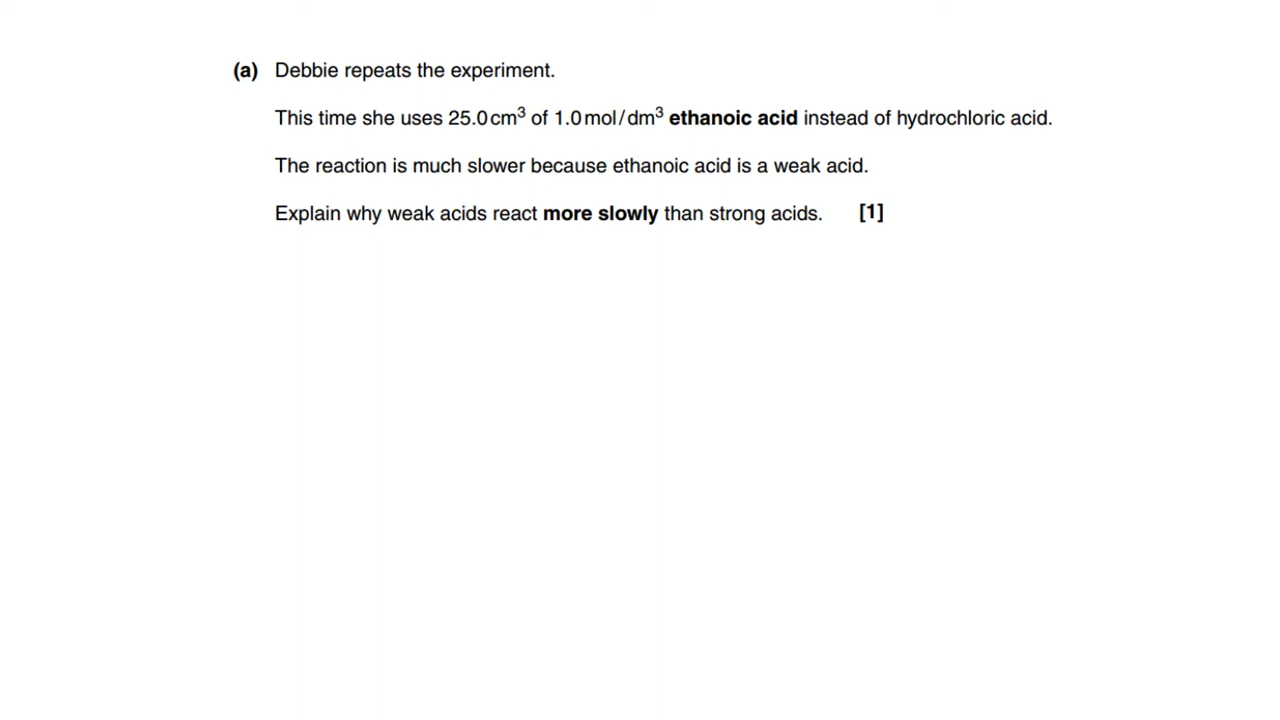 (a) Debbie repeats the experiment.
This time she uses 25.0 cm³ of 1.0 mol/dm³ ethanoic acid instead of hydrochloric acid.
The reaction is much slower because ethanoic acid is a weak acid.
Explain why weak acids react more slowly than strong acids. [1]